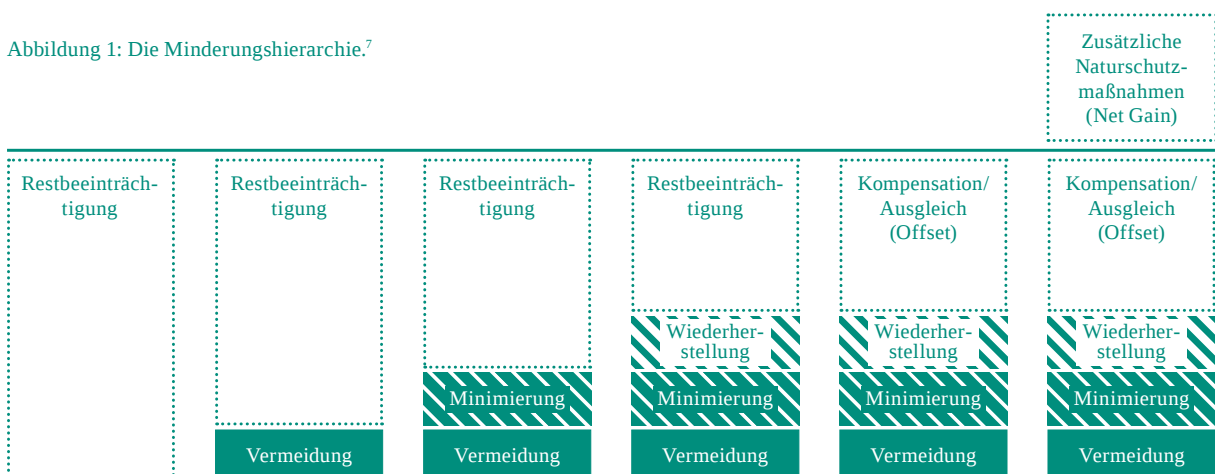 Abbildung 1: Die Minderungshierarchie.7
Zusätzliche
Naturschutz-
maßnahmen
(Net Gain)
Restbeeinträch-
tigung
Restbeeinträch-
tigung
Vermeidung
Restbeeinträch-
tigung
Minimierung
Vermeidung
Restbeeinträch-
tigung
Wiederher-
stellung
Minimierung
Vermeidung
Kompensation/
Ausgleich
(Offset)
Wiederher-
stellung
Minimierung
Vermeidung
Kompensation/
Ausgleich
(Offset)
Wiederher-
stellung
Minimierung
Vermeidung